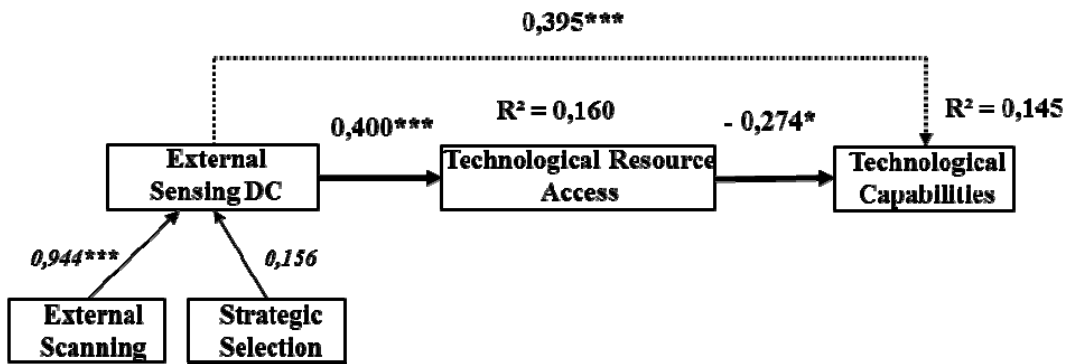 0,395***
R² = 0,160
- 0,274*
R² = 0,145
0,400***
External
Sensing DC
Technological Resource
Access
Technological
Capabilities
0,944***
0,156
External
Scanning
Strategic
Selection